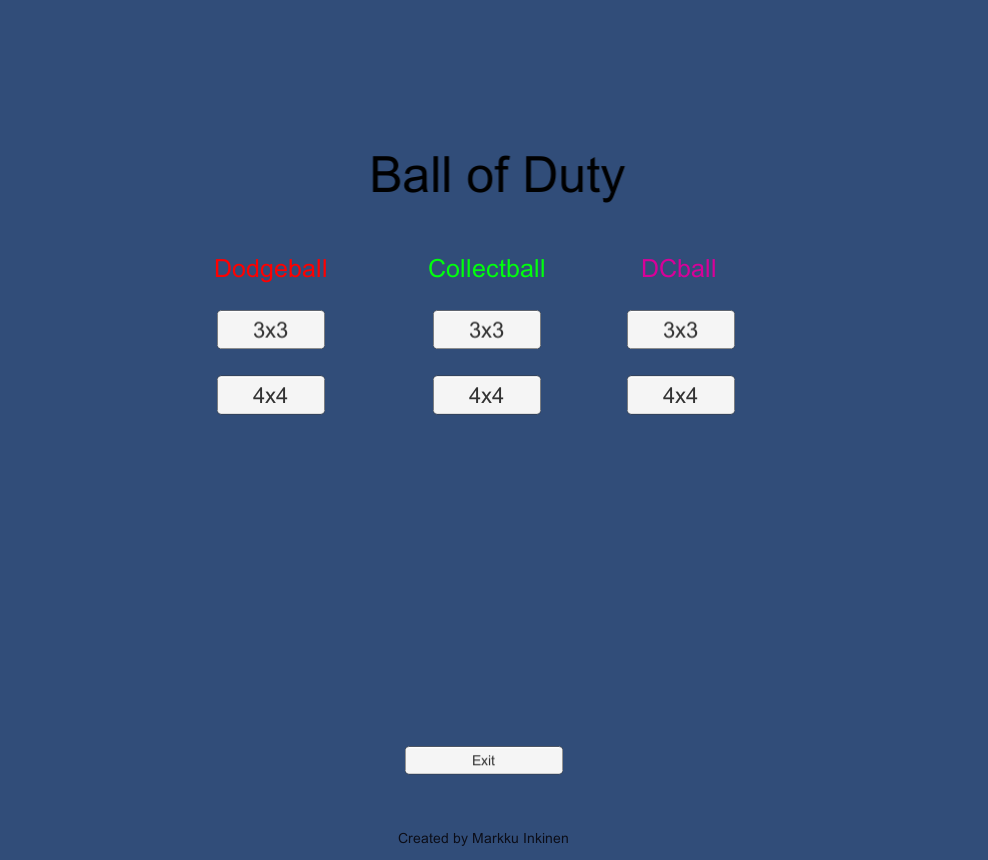 Ball of Duty
Dodgeball Collectball DCball
3x3 3x3 3x3
4x4 4x4 4x4
Exit
Created by Markku Inkinen